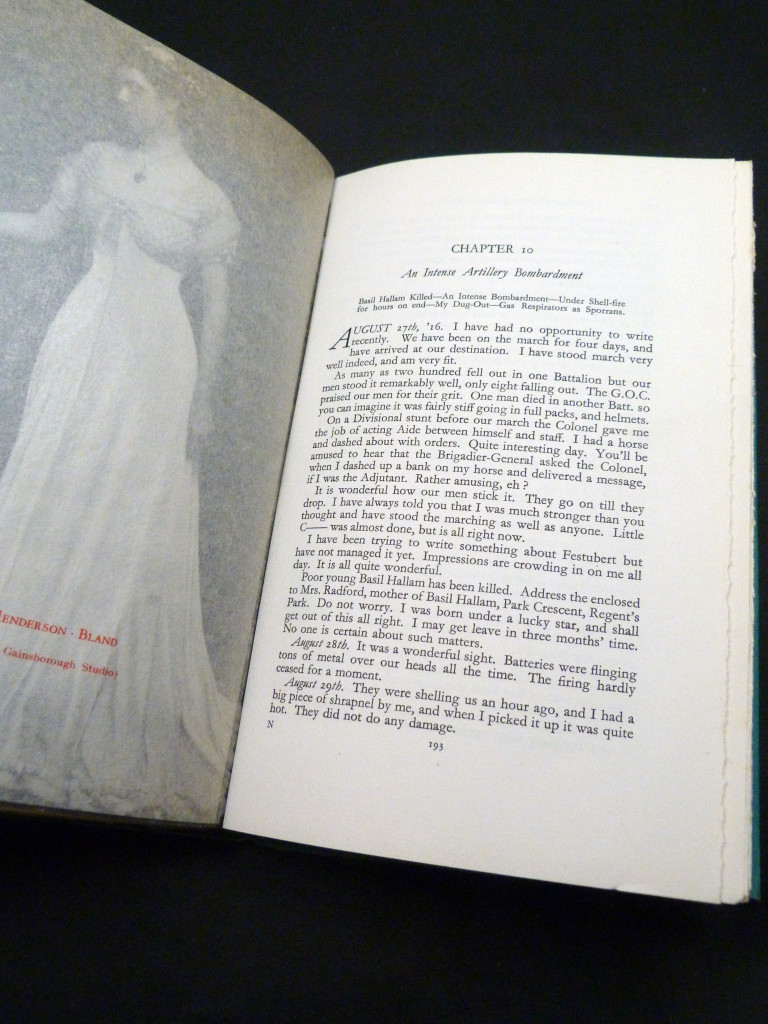 HENDERSON - BLAND
Gainsborough Studio)
CHAPTER 10
An Intense Artillery Bombardment
Basil Hallam Killed—An Intense Bombardment—Under Shell-fire
for hours on end—My Dug-Out—Gas Respirators as Sporrans.
AUGUST 27th, '16. I have had no opportunity to write
recently. We have been on the march for four days, and
have arrived at our destination. I have stood march very
well indeed, and am very fit.
As many as two hundred fell out in one Battalion but our
men stood it remarkably well, only eight falling out. The G.O.C.
praised our men for their grit. One man died in another Batt. so
you can imagine it was fairly stiff going in full packs, and helmets.
On a Divisional stunt before our march the Colonel gave me
the job of acting Aide between himself and staff. I had a horse
and dashed about with orders. Quite interesting day. You'll be
amused to hear that the Brigadier-General asked the Colonel,
when I dashed up a bank on my horse and delivered a message,
if I was the Adjutant. Rather amusing, eh?
It is wonderful how our men stick it. They go on till they
drop. I have always told you that I was much stronger than you
thought and have stood the marching as well as anyone. Little
C—— was almost done, but is all right now.
I have been trying to write something about Festubert but
have not managed it yet. Impressions are crowding in on me all
day. It is all quite wonderful.
Poor young Basil Hallam has been killed. Address the enclosed
to Mrs. Radford, mother of Basil Hallam, Park Crescent, Regent's
Park. Do not worry. I was born under a lucky star, and shall
get out of this all right. I may get leave in three months' time.
No one is certain about such matters.
August 28th. It was a wonderful sight. Batteries were flinging
tons of metal over our heads all the time. The firing hardly
ceased for a moment.
August 29th. They were shelling us an hour ago, and I had a
big piece of shrapnel by me, and when I picked it up it was quite
hot. They did not do any damage.
N
193